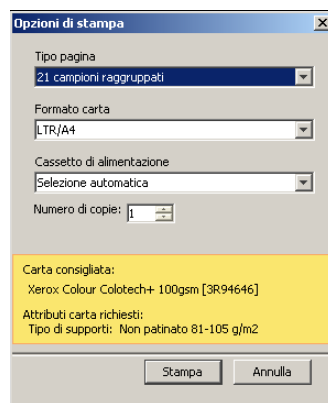 Opzioni di stampa
Tipo pagina
21 campioni raggruppati
Formato carta
LTR/A4
Cassetto di alimentazione
Selezione automatica
Numero di copie: 1
Carta consigliata:
Xerox Colour Colotech+ 100gsm [3R94646]
Attributi carta richiesti:
Tipo di supporti: Non patinato 81-105 g/m2
Stampa Annulla